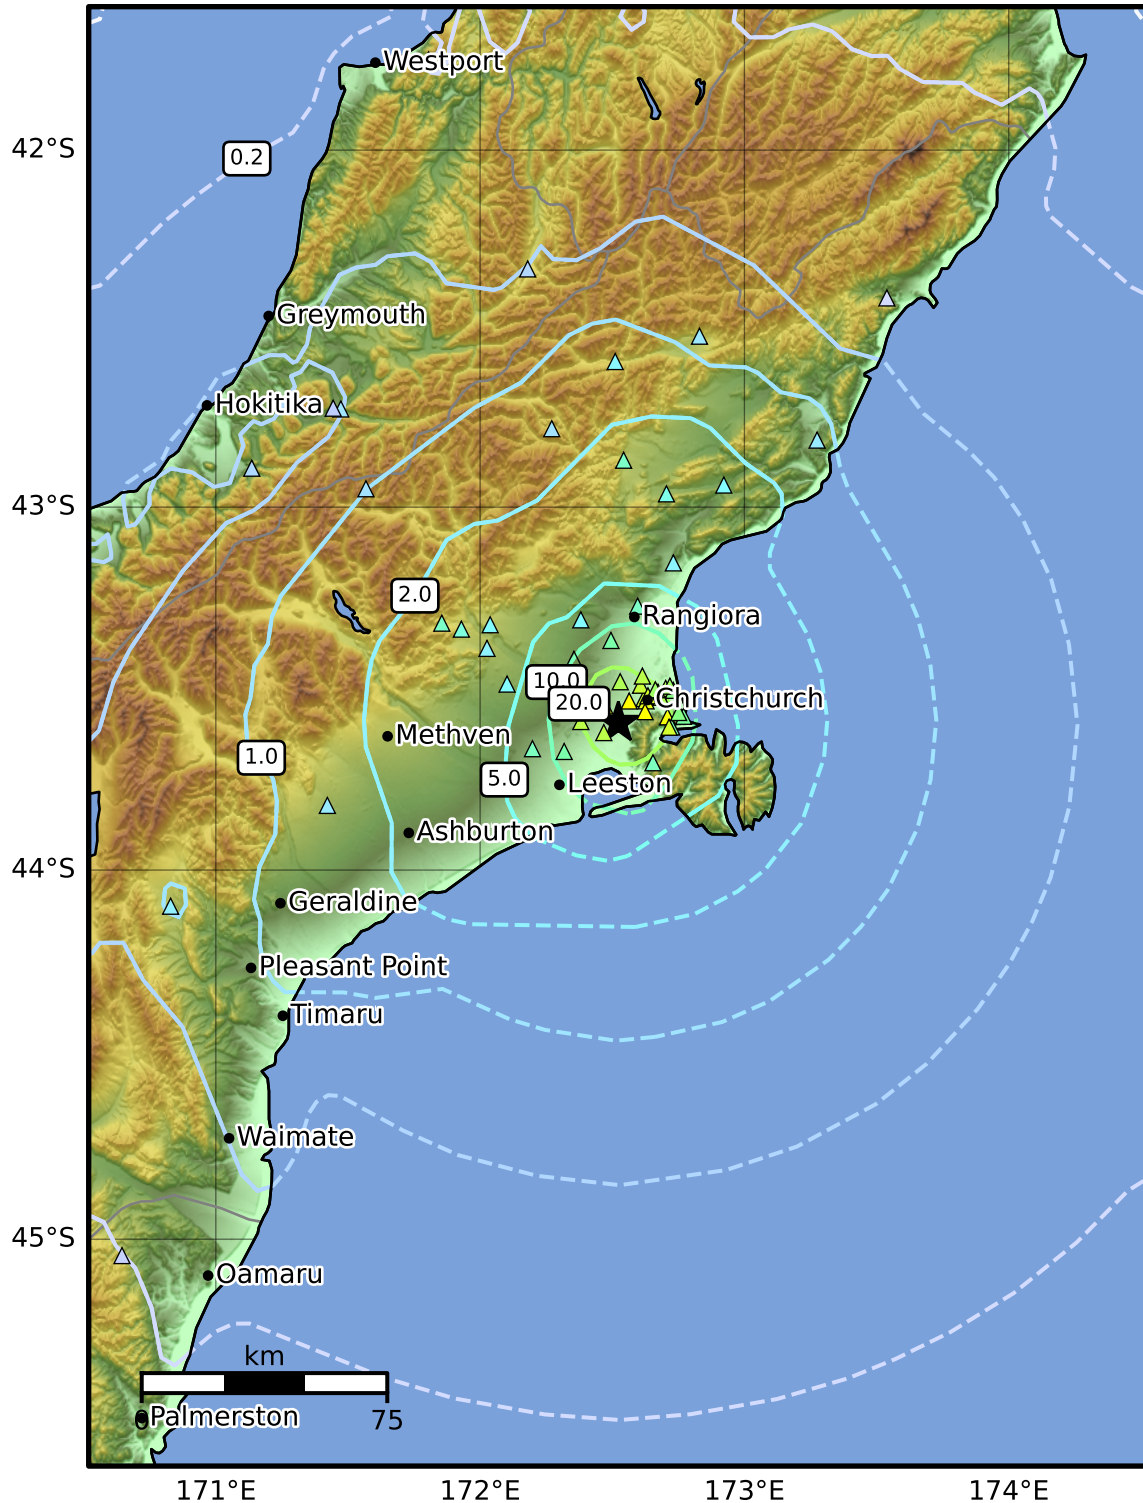 Westport
42°S
0.2
Greymouth
Hokitika
43°S
2.0
Rangiora
10.0
20.0
Christchurch
Methven
1.0
5.0
Leeston
Ashburton
44°S
Geraldine
Pleasant Point
Timaru
Waimate
45°S
Oamaru
km
0
75
Palmerston
171°E
172°E
173°E
174°E